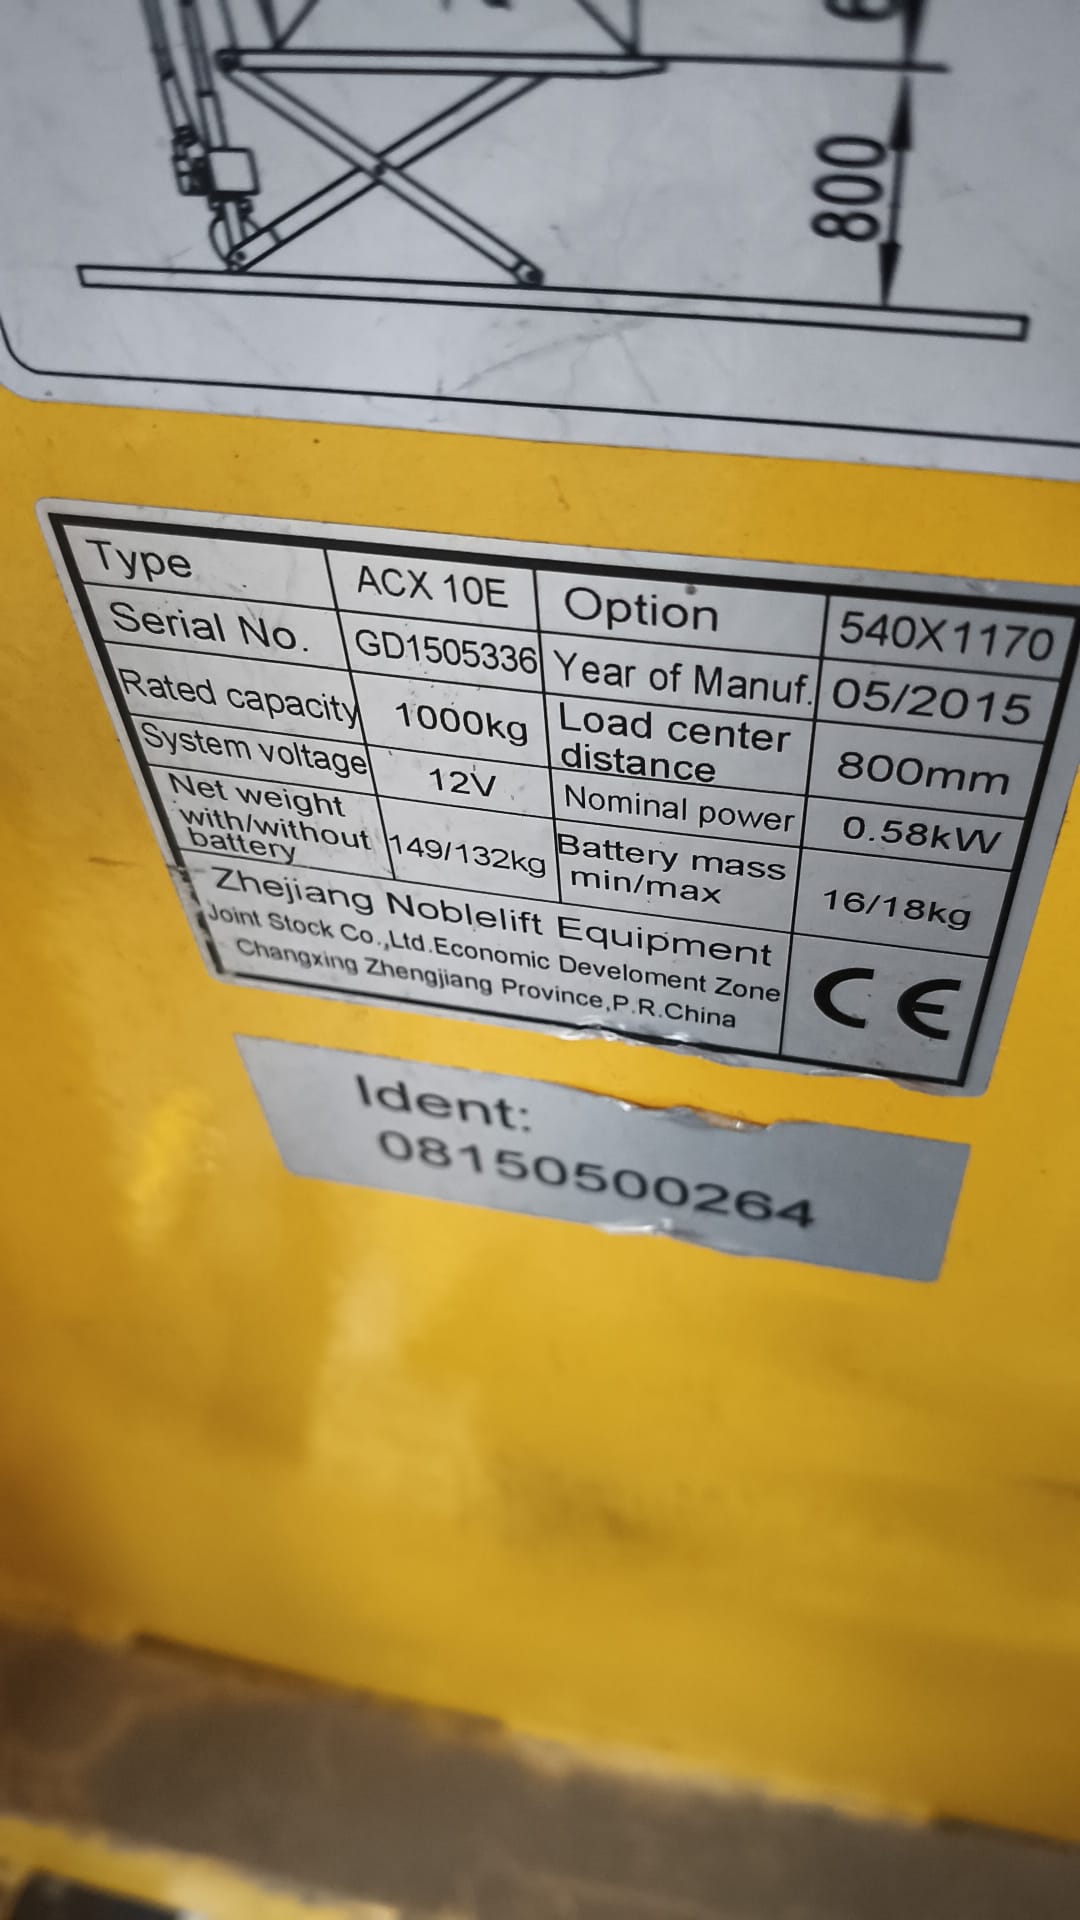 800
Type
ACX 10E
Option
540X1170
Serial No.
GD1505336
Year of Manuf.
05/2015
Rated capacity
1000kg
Load center
distance
800mm
System voltage
12V
Nominal power
0.58kW
Net weight
with/without
battery
149/132kg
Battery mass
min/max
16/18kg
Zhejiang Noblelift Equipment
Joint Stock Co.,Ltd.Economic Develoment Zone
Changxing Zhengjiang Province,P.R.China
CE
Ident:
08150500264